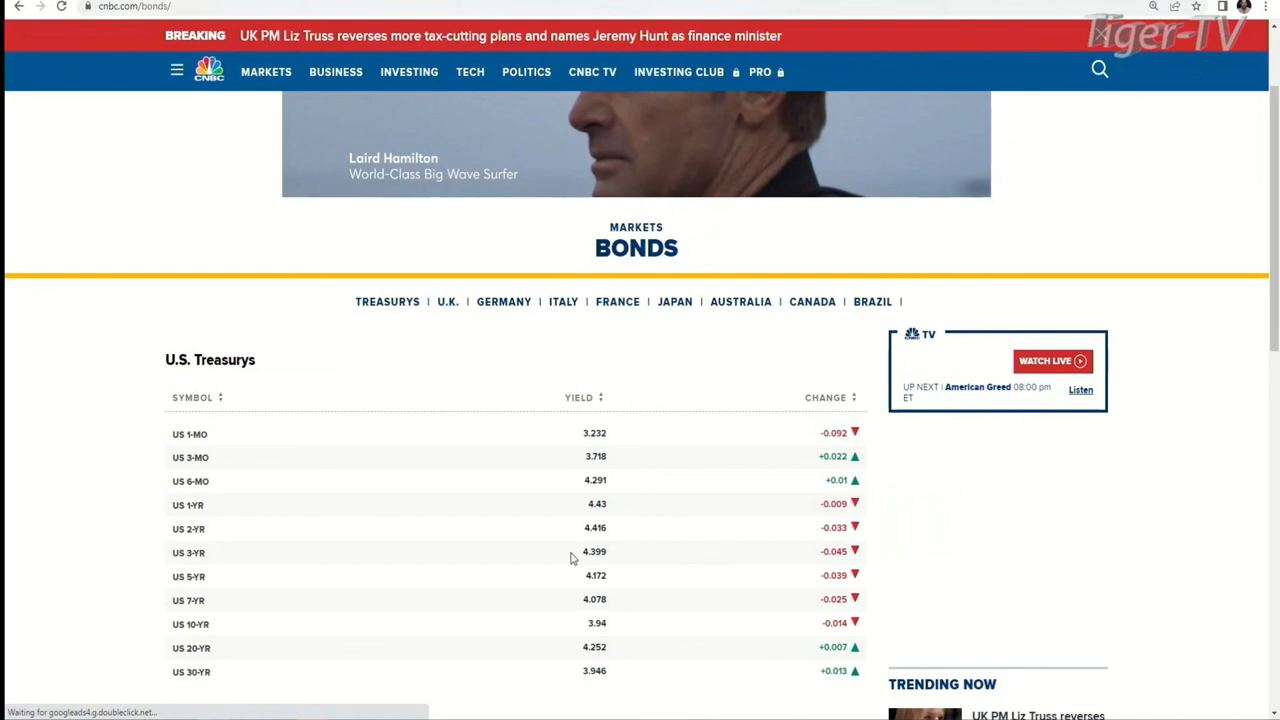 cnbc.com/bonds/
BREAKING UK PM Liz Truss reverses more tax-cutting plans and names Jeremy Hunt as finance minister
Tiger-TV
CNBC MARKETS BUSINESS INVESTING TECH POLITICS CNBC TV INVESTING CLUB PRO
Laird Hamilton
World-Class Big Wave Surfer
MARKETS
BONDS
TREASURYS | U.K. | GERMANY | ITALY | FRANCE | JAPAN | AUSTRALIA | CANADA | BRAZIL |
U.S. Treasurys
SYMBOL YIELD CHANGE
US 1-MO 3.232 -0.092
US 3-MO 3.718 +0.022
US 6-MO 4.291 +0.01
US 1-YR 4.43 -0.009
US 2-YR 4.416 -0.033
US 3-YR 4.399 -0.045
US 5-YR 4.172 -0.039
US 7-YR 4.078 -0.025
US 10-YR 3.94 -0.014
US 20-YR 4.252 +0.007
US 30-YR 3.946 +0.013
CNBC TV
WATCH LIVE
UP NEXT | American Greed 08:00 pm
ET
Listen
TRENDING NOW
UK PM Liz Truss reverses
Waiting for googleads4.g.doubleclick.net...